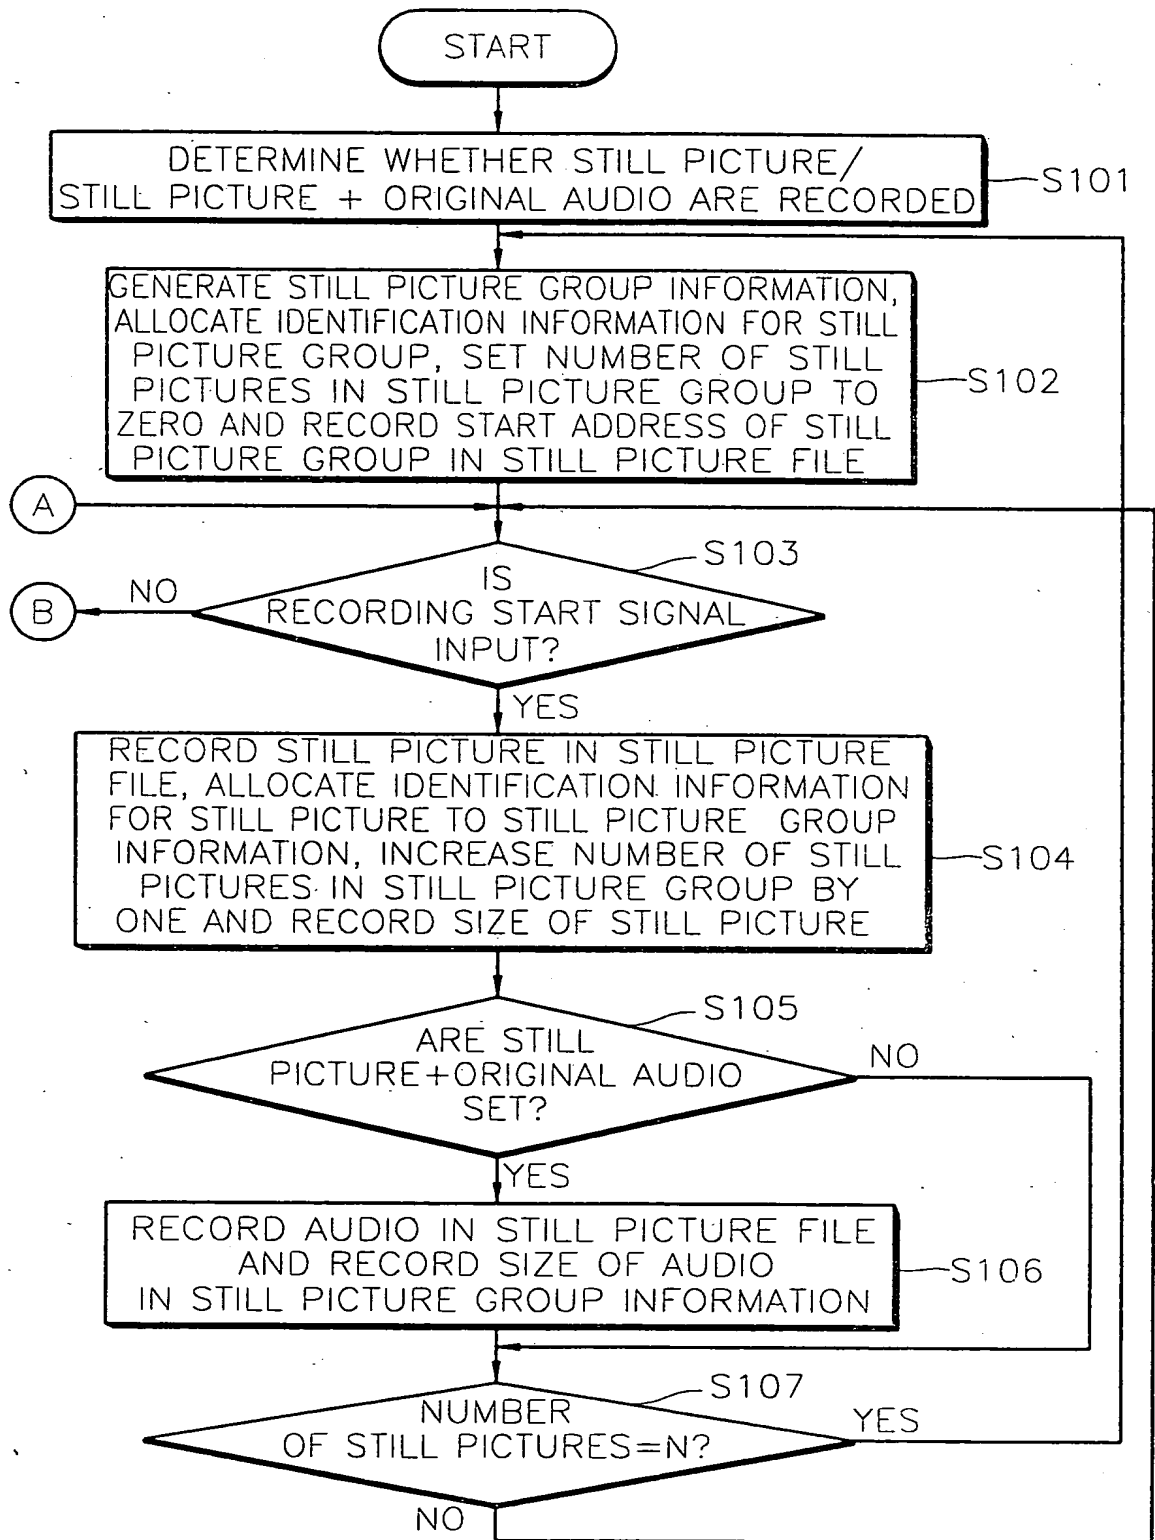 START
DETERMINE WHETHER STILL PICTURE/
STILL PICTURE + ORIGINAL AUDIO ARE RECORDED
S101
GENERATE STILL PICTURE GROUP INFORMATION,
ALLOCATE IDENTIFICATION INFORMATION FOR STILL
PICTURE GROUP, SET NUMBER OF STILL
PICTURES IN STILL PICTURE GROUP TO
ZERO AND RECORD START ADDRESS OF STILL
PICTURE GROUP IN STILL PICTURE FILE
S102
A
S103
IS
RECORDING START SIGNAL
INPUT?
NO
B
YES
RECORD STILL PICTURE IN STILL PICTURE
FILE, ALLOCATE IDENTIFICATION INFORMATION
FOR STILL PICTURE TO STILL PICTURE GROUP
INFORMATION, INCREASE NUMBER OF STILL
PICTURES IN STILL PICTURE GROUP BY
ONE AND RECORD SIZE OF STILL PICTURE
S104
S105
ARE STILL
PICTURE+ORIGINAL AUDIO
SET?
NO
YES
RECORD AUDIO IN STILL PICTURE FILE
AND RECORD SIZE OF AUDIO
IN STILL PICTURE GROUP INFORMATION
S106
S107
NUMBER
OF STILL PICTURES=N?
YES
NO